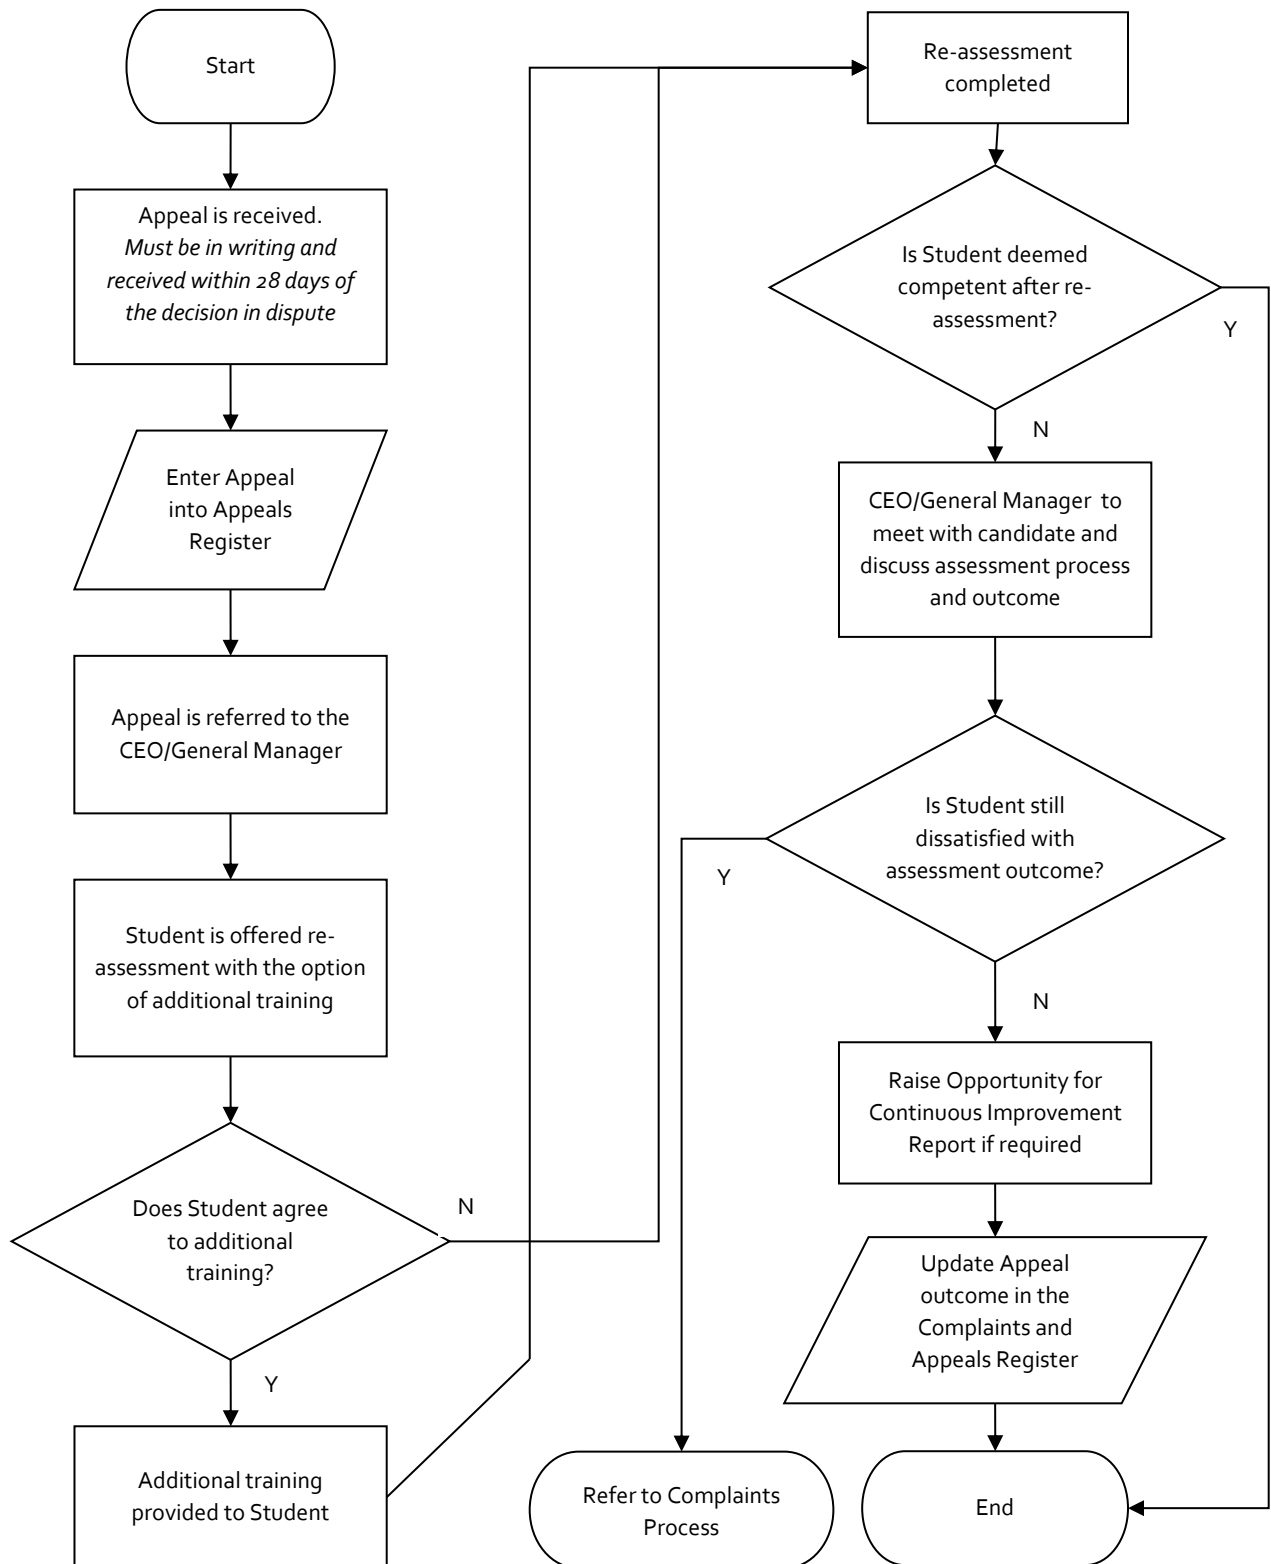 Start
Appeal is received.
Must be in writing and
received within 28 days of
the decision in dispute
Enter Appeal
into Appeals
Register
Appeal is referred to the
CEO/General Manager
Student is offered re-
assessment with the option
of additional training
Does Student agree
to additional
training?
N
Y
Additional training
provided to Student
Re-assessment
completed
Is Student deemed
competent after re-
assessment?
Y
N
CEO/General Manager to
meet with candidate and
discuss assessment process
and outcome
Is Student still
dissatisfied with
assessment outcome?
Y
N
Raise Opportunity for
Continuous Improvement
Report if required
Update Appeal
outcome in the
Complaints and
Appeals Register
Refer to Complaints
Process
End